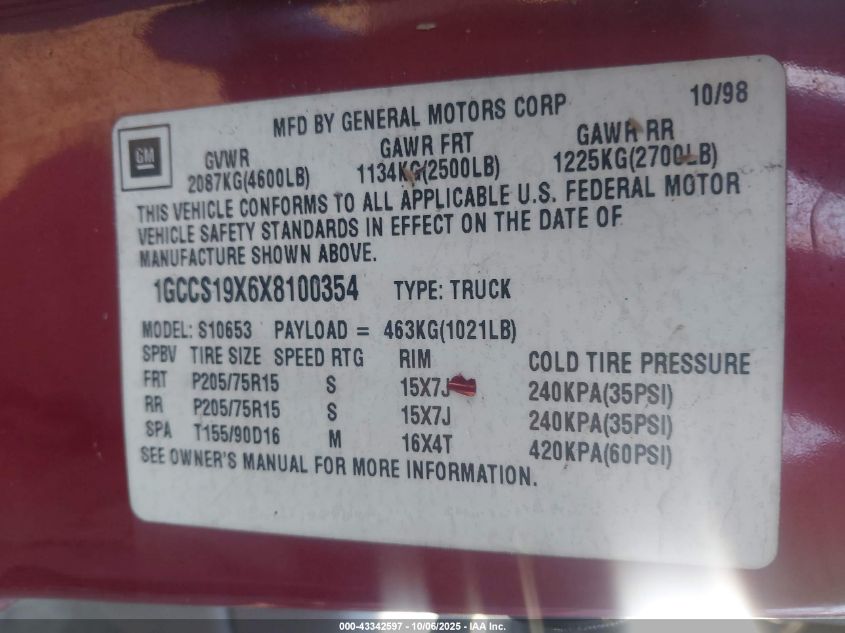 MFD BY GENERAL MOTORS CORP 10/98
GM
GVWR GAWR FRT GAWR RR
2087KG(4600LB) 1134KG(2500LB) 1225KG(2700LB)
THIS VEHICLE CONFORMS TO ALL APPLICABLE U.S. FEDERAL MOTOR
VEHICLE SAFETY STANDARDS IN EFFECT ON THE DATE OF
MANUFACTURE SHOWN ABOVE.
1GCCS19X6X8100354 TYPE: TRUCK
MODEL: S10653 PAYLOAD = 463KG(1021LB)
SPBV TIRE SIZE SPEED RTG RIM COLD TIRE PRESSURE
FRT P205/75R15 S 15X7J 240KPA(35PSI)
RR P205/75R15 S 15X7J 240KPA(35PSI)
SPA T155/90D16 M 16X4T 420KPA(60PSI)
SEE OWNER'S MANUAL FOR MORE INFORMATION.
000-43342597 - 10/06/2025 - IAA Inc.